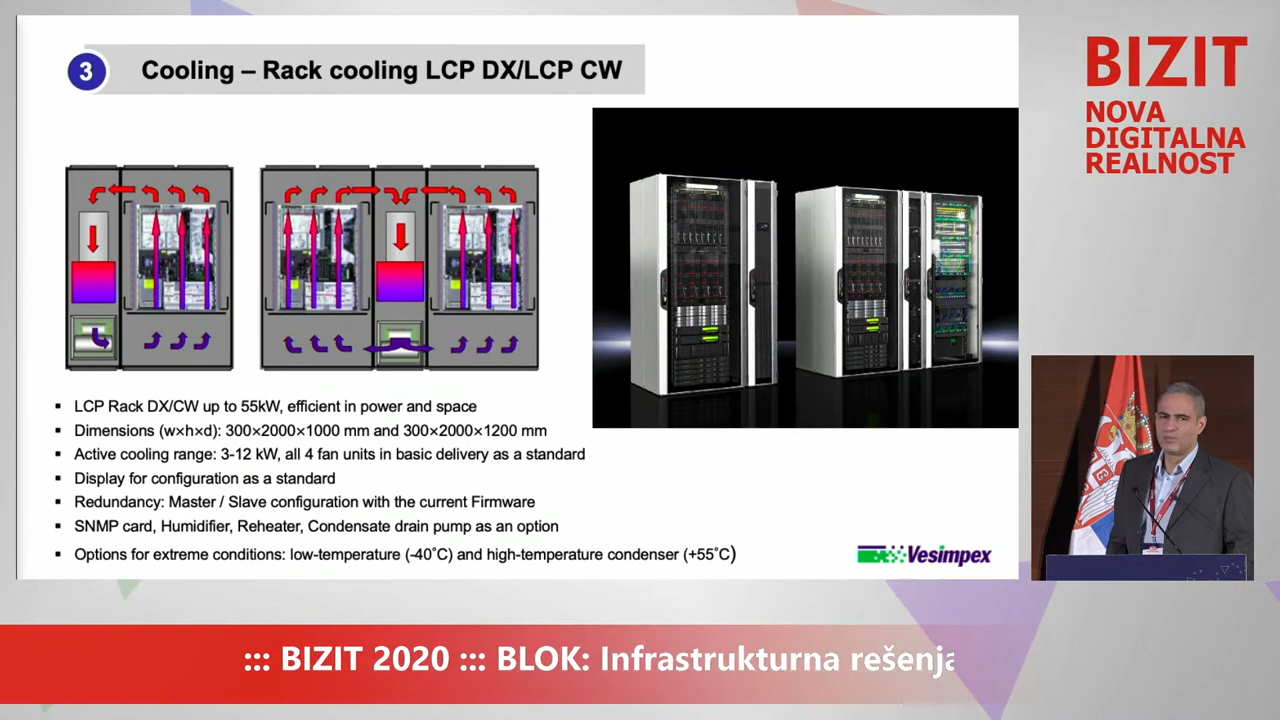 3
Cooling – Rack cooling LCP DX/LCP CW
▪ LCP Rack DX/CW up to 55kW, efficient in power and space
▪ Dimensions (w×h×d): 300×2000×1000 mm and 300×2000×1200 mm
▪ Active cooling range: 3-12 kW, all 4 fan units in basic delivery as a standard
▪ Display for configuration as a standard
▪ Redundancy: Master / Slave configuration with the current Firmware
▪ SNMP card, Humidifier, Reheater, Condensate drain pump as an option
▪ Options for extreme conditions: low-temperature (-40˚C) and high-temperature condenser (+55˚C)
Vesimpex
BIZIT
NOVA
DIGITALNA
REALNOST
::: BIZIT 2020 ::: BLOK: Infrastrukturna rešenja